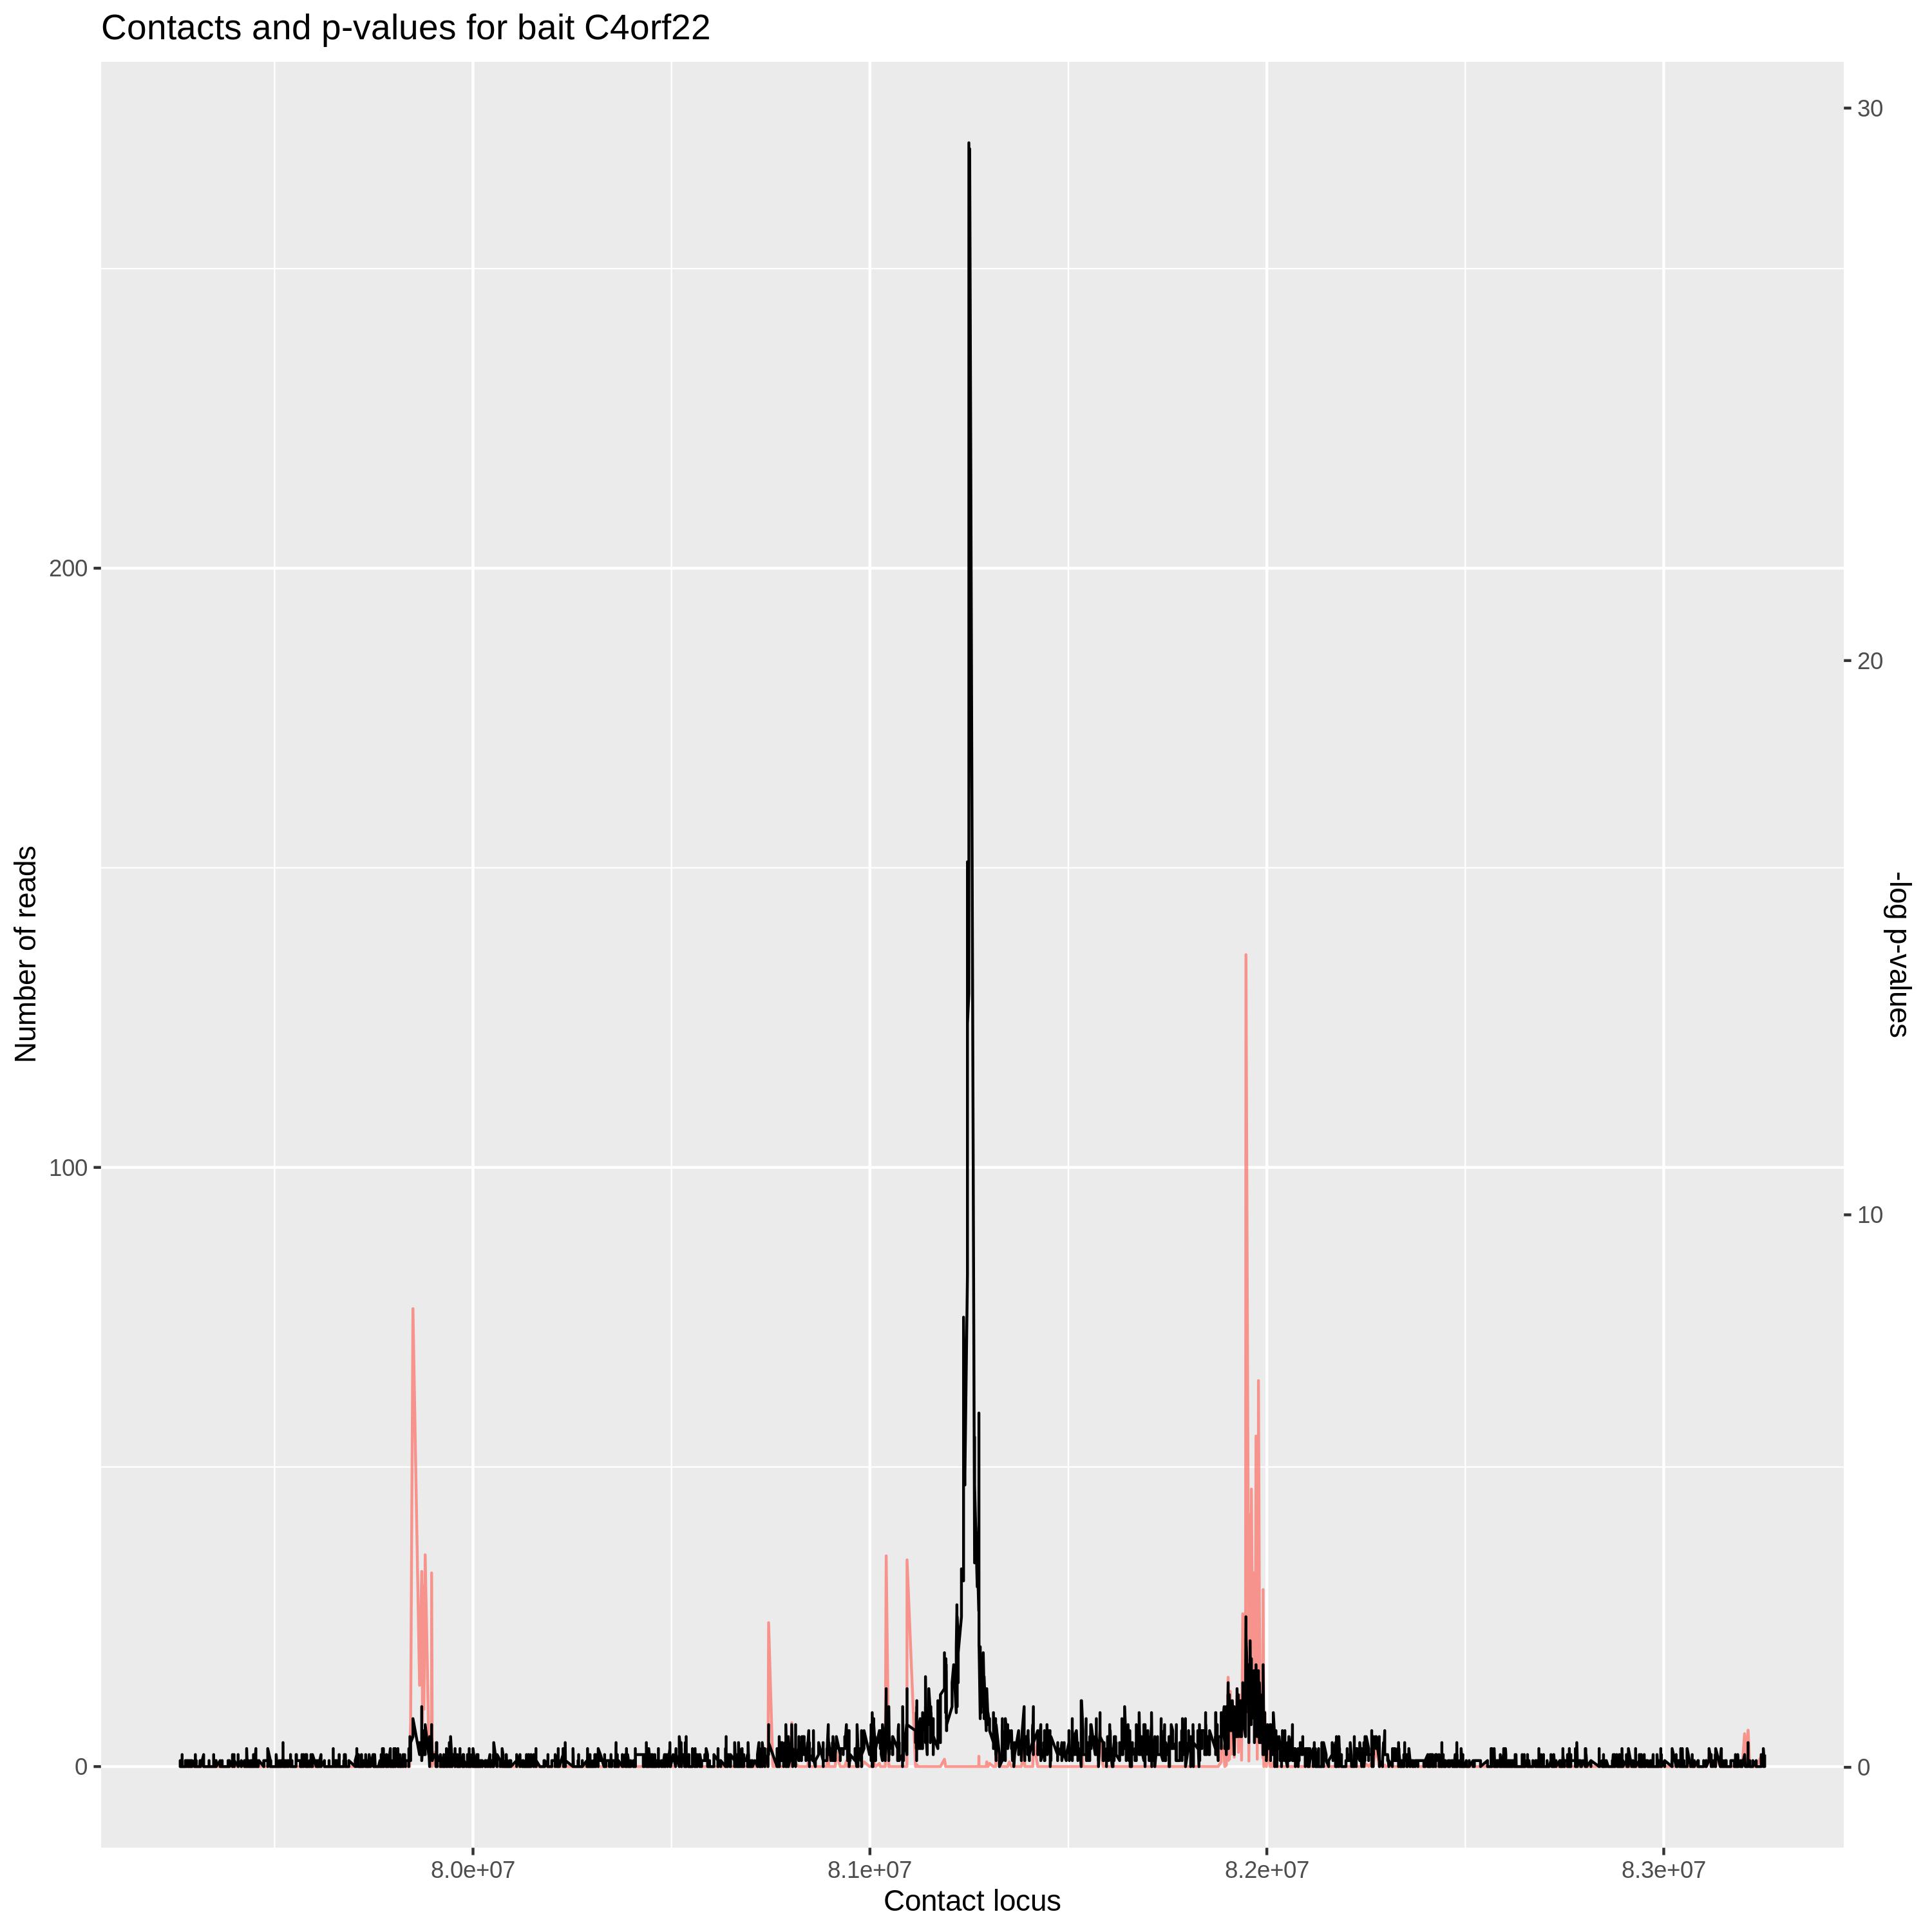 Contacts and p-values for bait C4orf22
30
200
20
Number of reads
-log p-values
100
10
0
0
8.0e+07
8.1e+07
8.2e+07
8.3e+07
Contact locus